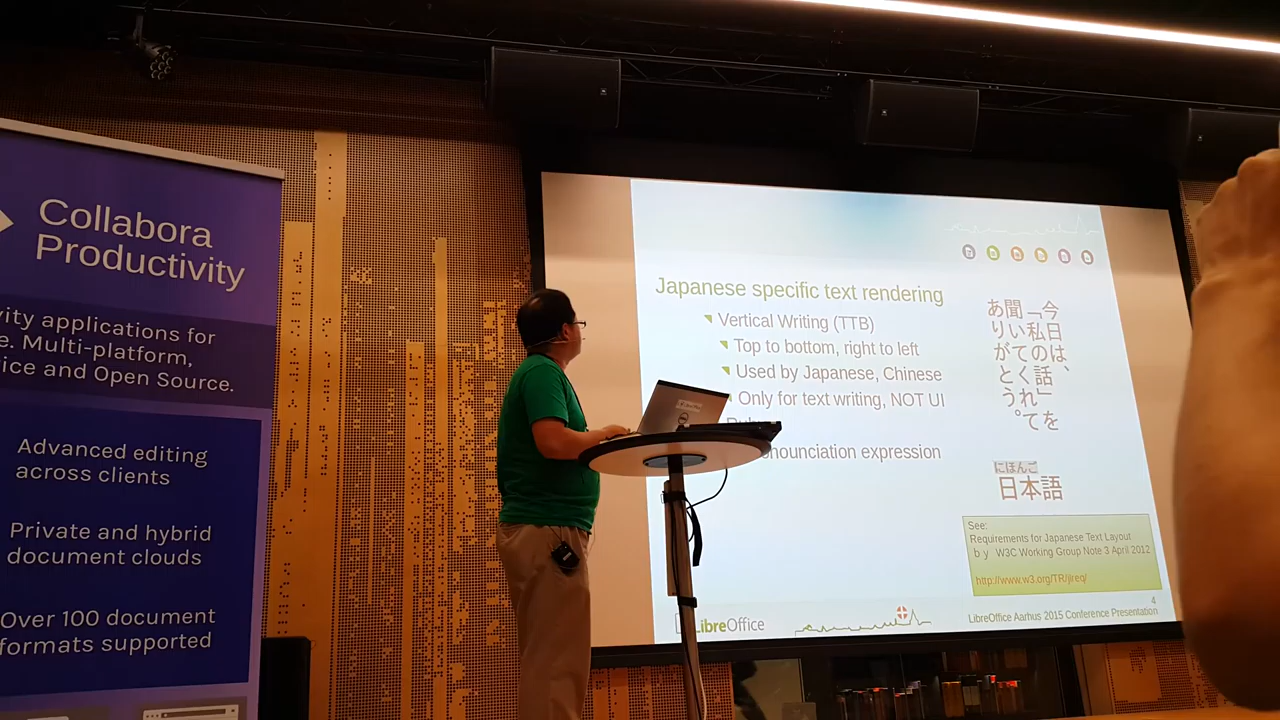 Collabora
Productivity
vity applications for
e. Multi-platform,
ice and Open Source.
Advanced editing
across clients
Private and hybrid
document clouds
Over 100 document
formats supported
Japanese specific text rendering
Vertical Writing (TTB)
Top to bottom, right to left
Used by Japanese, Chinese
Only for text writing, NOT UI
nounciation expression
今日は、
「私の話」を
聞いてくれて
ありがとう。
にほんご
日本語
See:
Requirements for Japanese Text Layout
by W3C Working Group Note 3 April 2012
http://www.w3.org/TR/jlreq/
4
LibreOffice
LibreOffice Aarhus 2015 Conference Presentation